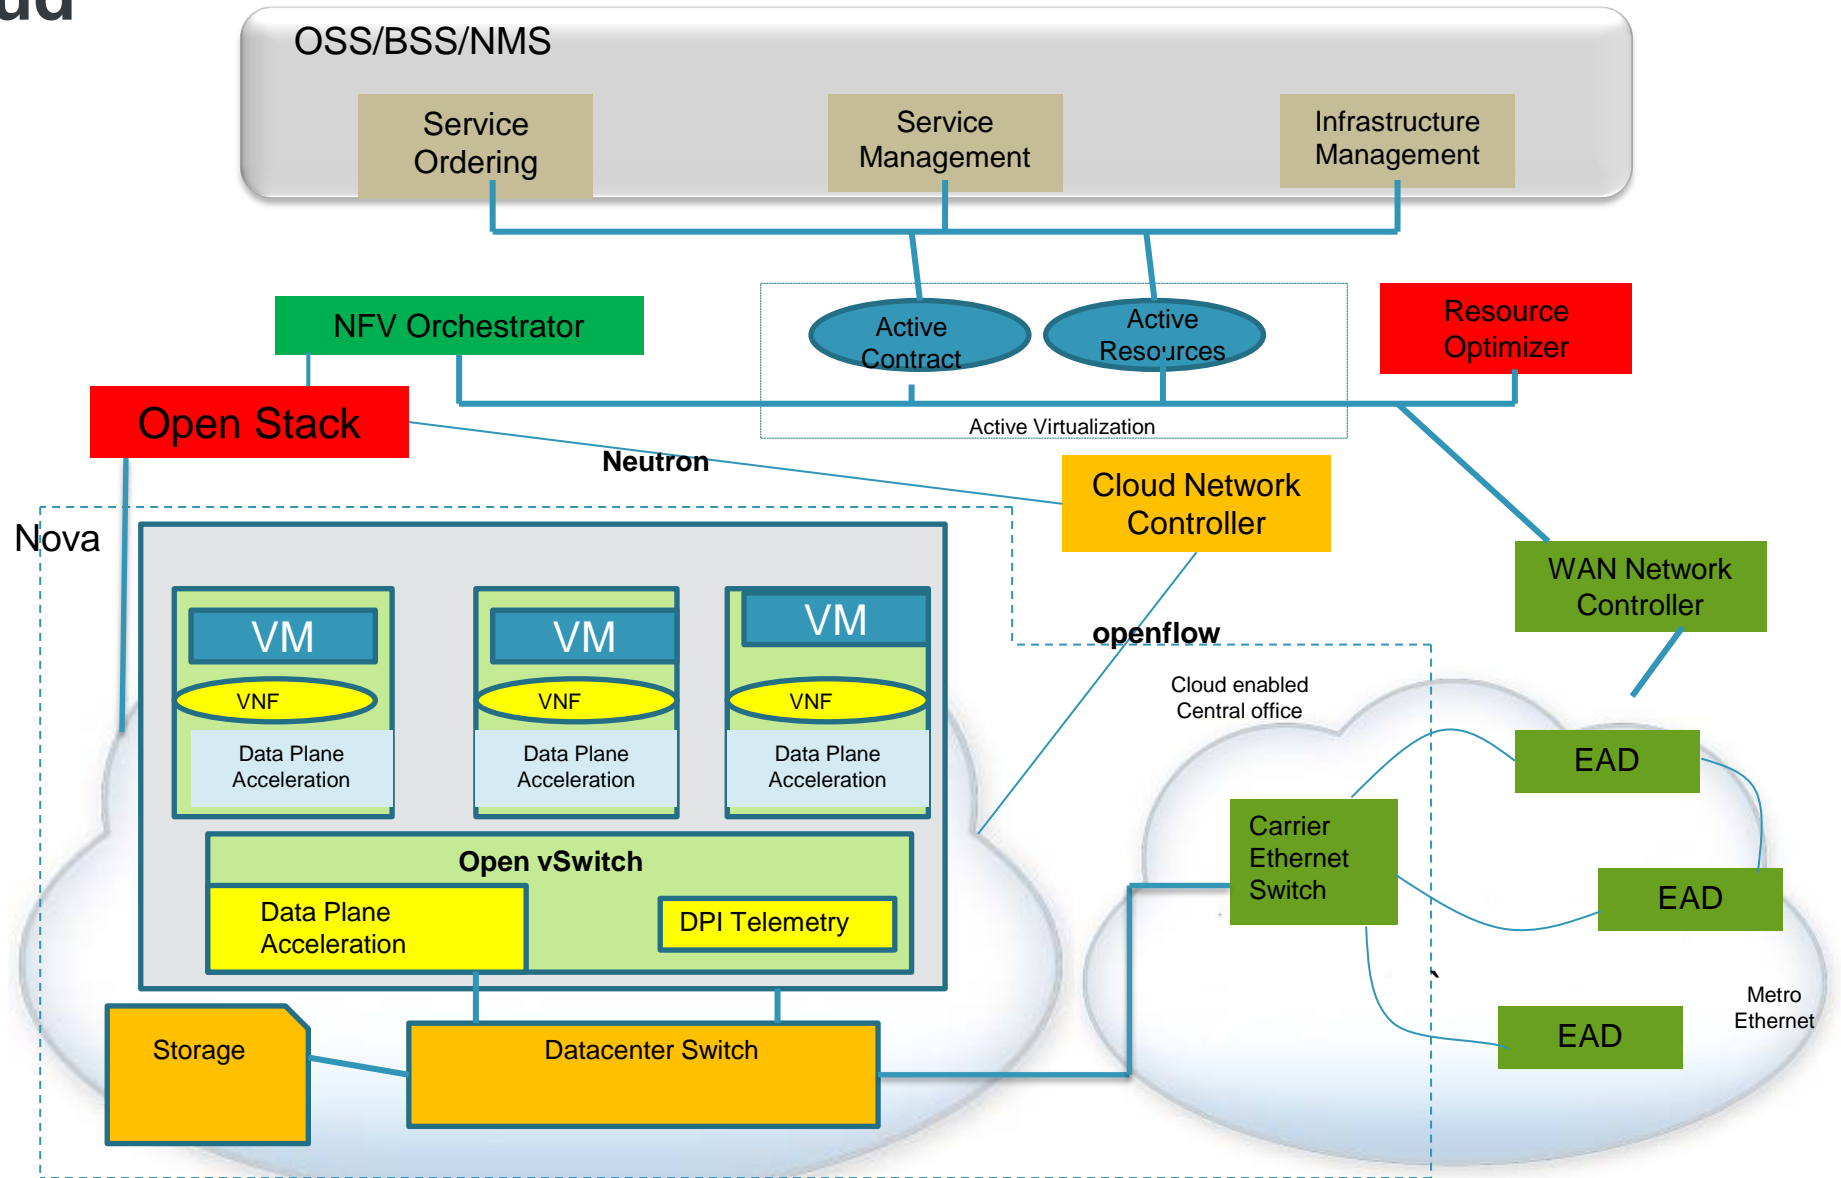 OSS/BSS/NMS
Service
Ordering
Service
Management
Infrastructure
Management
NFV Orchestrator
Active
Contract
Active
Resources
Resource
Optimizer
Open Stack
Active Virtualization
Neutron
Cloud Network
Controller
Nova
WAN Network
Controller
VM
VM
VM
openflow
VNF
VNF
VNF
Cloud enabled
Central office
Data Plane
Acceleration
Data Plane
Acceleration
Data Plane
Acceleration
EAD
Carrier
Ethernet
Switch
Open vSwitch
EAD
Data Plane
Acceleration
DPI Telemetry
`
Metro
Ethernet
EAD
Storage
Datacenter Switch